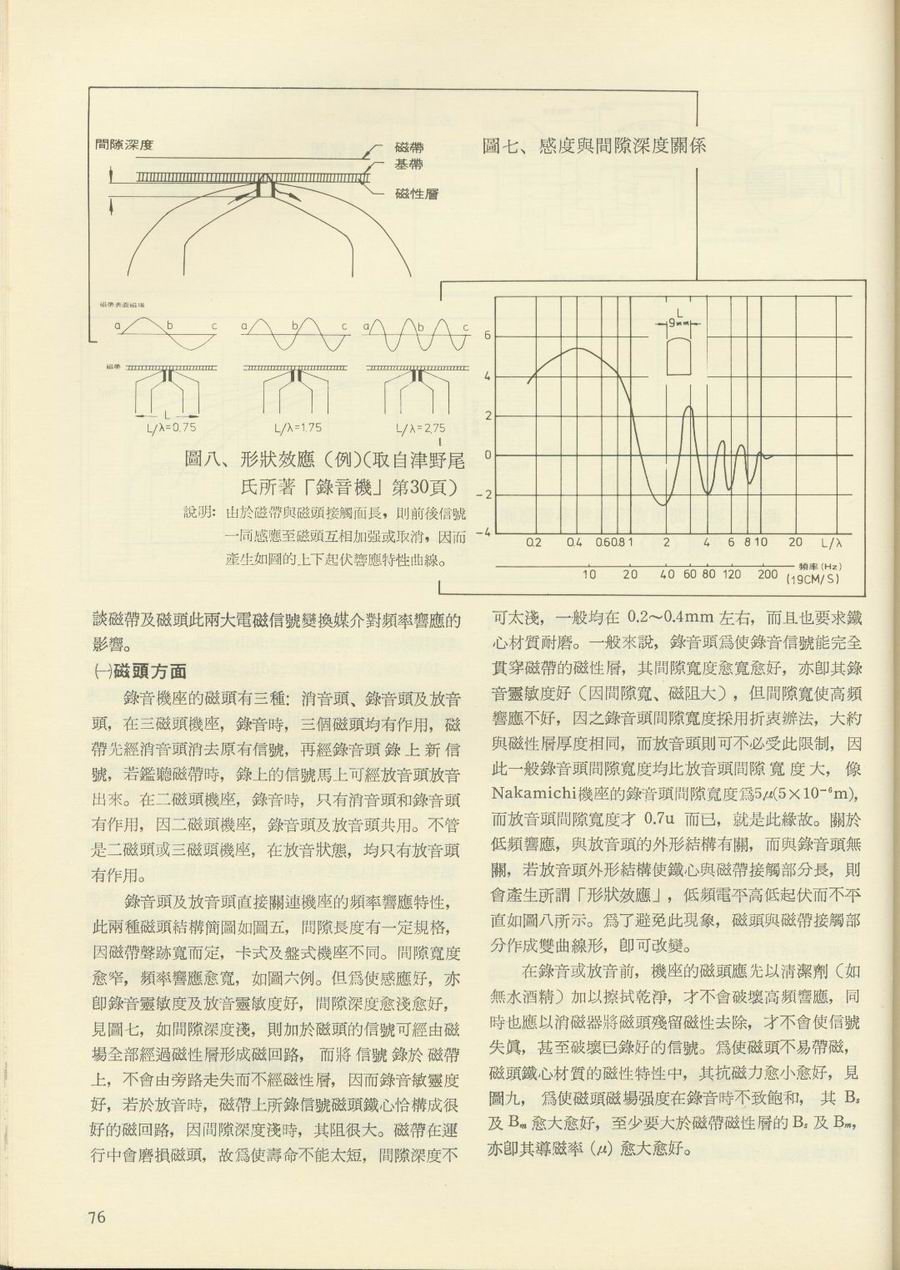 間隙深度
磁帶
基帶
磁性層
圖七、感度與間隙深度關係
磁帶表面磁場
a b c
a b c
a b c
磁帶
L
L/λ=0.75
L/λ=1.75
L/λ=2.75
圖八、形狀效應（例）（取自津野尾
氏所著「錄音機」第30頁）
說明：由於磁帶與磁頭接觸面長，則前後信號
一同感應至磁頭互相加强或取消，因而
產生如圖的上下起伏響應特性曲線。
L
9mm
6
4
2
0
-2
-4
0.2 0.4 0.6 0.8 1 2 4 6 8 10 20 L/λ
頻率(Hz)
10 20 40 60 80 120 200 (19CM/S)
談磁帶及磁頭此兩大電磁信號變換媒介對頻率響應的
影響。
㈠磁頭方面
錄音機座的磁頭有三種：消音頭、錄音頭及放音
頭，在三磁頭機座，錄音時，三個磁頭均有作用，磁
帶先經消音頭消去原有信號，再經錄音頭錄上新信
號，若鑑聽磁帶時，錄上的信號馬上可經放音頭放音
出來。在二磁頭機座，錄音時，只有消音頭和錄音頭
有作用，因二磁頭機座，錄音頭及放音頭共用。不管
是二磁頭或三磁頭機座，在放音狀態，均只有放音頭
有作用。
錄音頭及放音頭直接關連機座的頻率響應特性，
此兩種磁頭結構簡圖如圖五，間隙長度有一定規格，
因磁帶聲跡寬而定，卡式及盤式機座不同。間隙寬度
愈窄，頻率響應愈寬，如圖六例。但爲使感應好，亦
卽錄音靈敏度及放音靈敏度好，間隙深度愈淺愈好，
見圖七，如間隙深度淺，則加於磁頭的信號可經由磁
場全部經過磁性層形成磁回路，而將信號錄於磁帶
上，不會由旁路走失而不經磁性層，因而錄音敏靈度
好，若於放音時，磁帶上所錄信號磁頭鐵心恰構成很
好的磁回路，因間隙深度淺時，其阻很大。磁帶在運
行中會磨損磁頭，故爲使壽命不能太短，間隙深度不
可太淺，一般均在 0.2～0.4mm 左右，而且也要求鐵
心材質耐磨。一般來說，錄音頭爲使錄音信號能完全
貫穿磁帶的磁性層，其間隙寬度愈寬愈好，亦卽其錄
音靈敏度好（因間隙寬、磁阻大），但間隙寬使高頻
響應不好，因之錄音頭間隙寬度採用折衷辦法，大約
與磁性層厚度相同，而放音頭則可不必受此限制，因
此一般錄音頭間隙寬度均比放音頭間隙寬度大，像
Nakamichi機座的錄音頭間隙寬度爲5μ(5×10⁻⁶m)，
而放音頭間隙寬度才 0.7u 而已，就是此緣故。關於
低頻響應，與放音頭的外形結構有關，而與錄音頭無
關，若放音頭外形結構使鐵心與磁帶接觸部分長，則
會產生所謂「形狀效應」，低頻電平高低起伏而不平
直如圖八所示。爲了避免此現象，磁頭與磁帶接觸部
分作成雙曲線形，卽可改變。
在錄音或放音前，機座的磁頭應先以清潔劑（如
無水酒精）加以擦拭乾淨，才不會破壞高頻響應，同
時也應以消磁器將磁頭殘留磁性去除，才不會使信號
失眞，甚至破壞已錄好的信號。爲使磁頭不易帶磁，
磁頭鐵心材質的磁性特性中，其抗磁力愈小愈好，見
圖九，爲使磁頭磁場强度在錄音時不致飽和，其 Bₛ
及 Bₘ 愈大愈好，至少要大於磁帶磁性層的 Bₛ 及 Bₘ，
亦卽其導磁率 (μ) 愈大愈好。
76